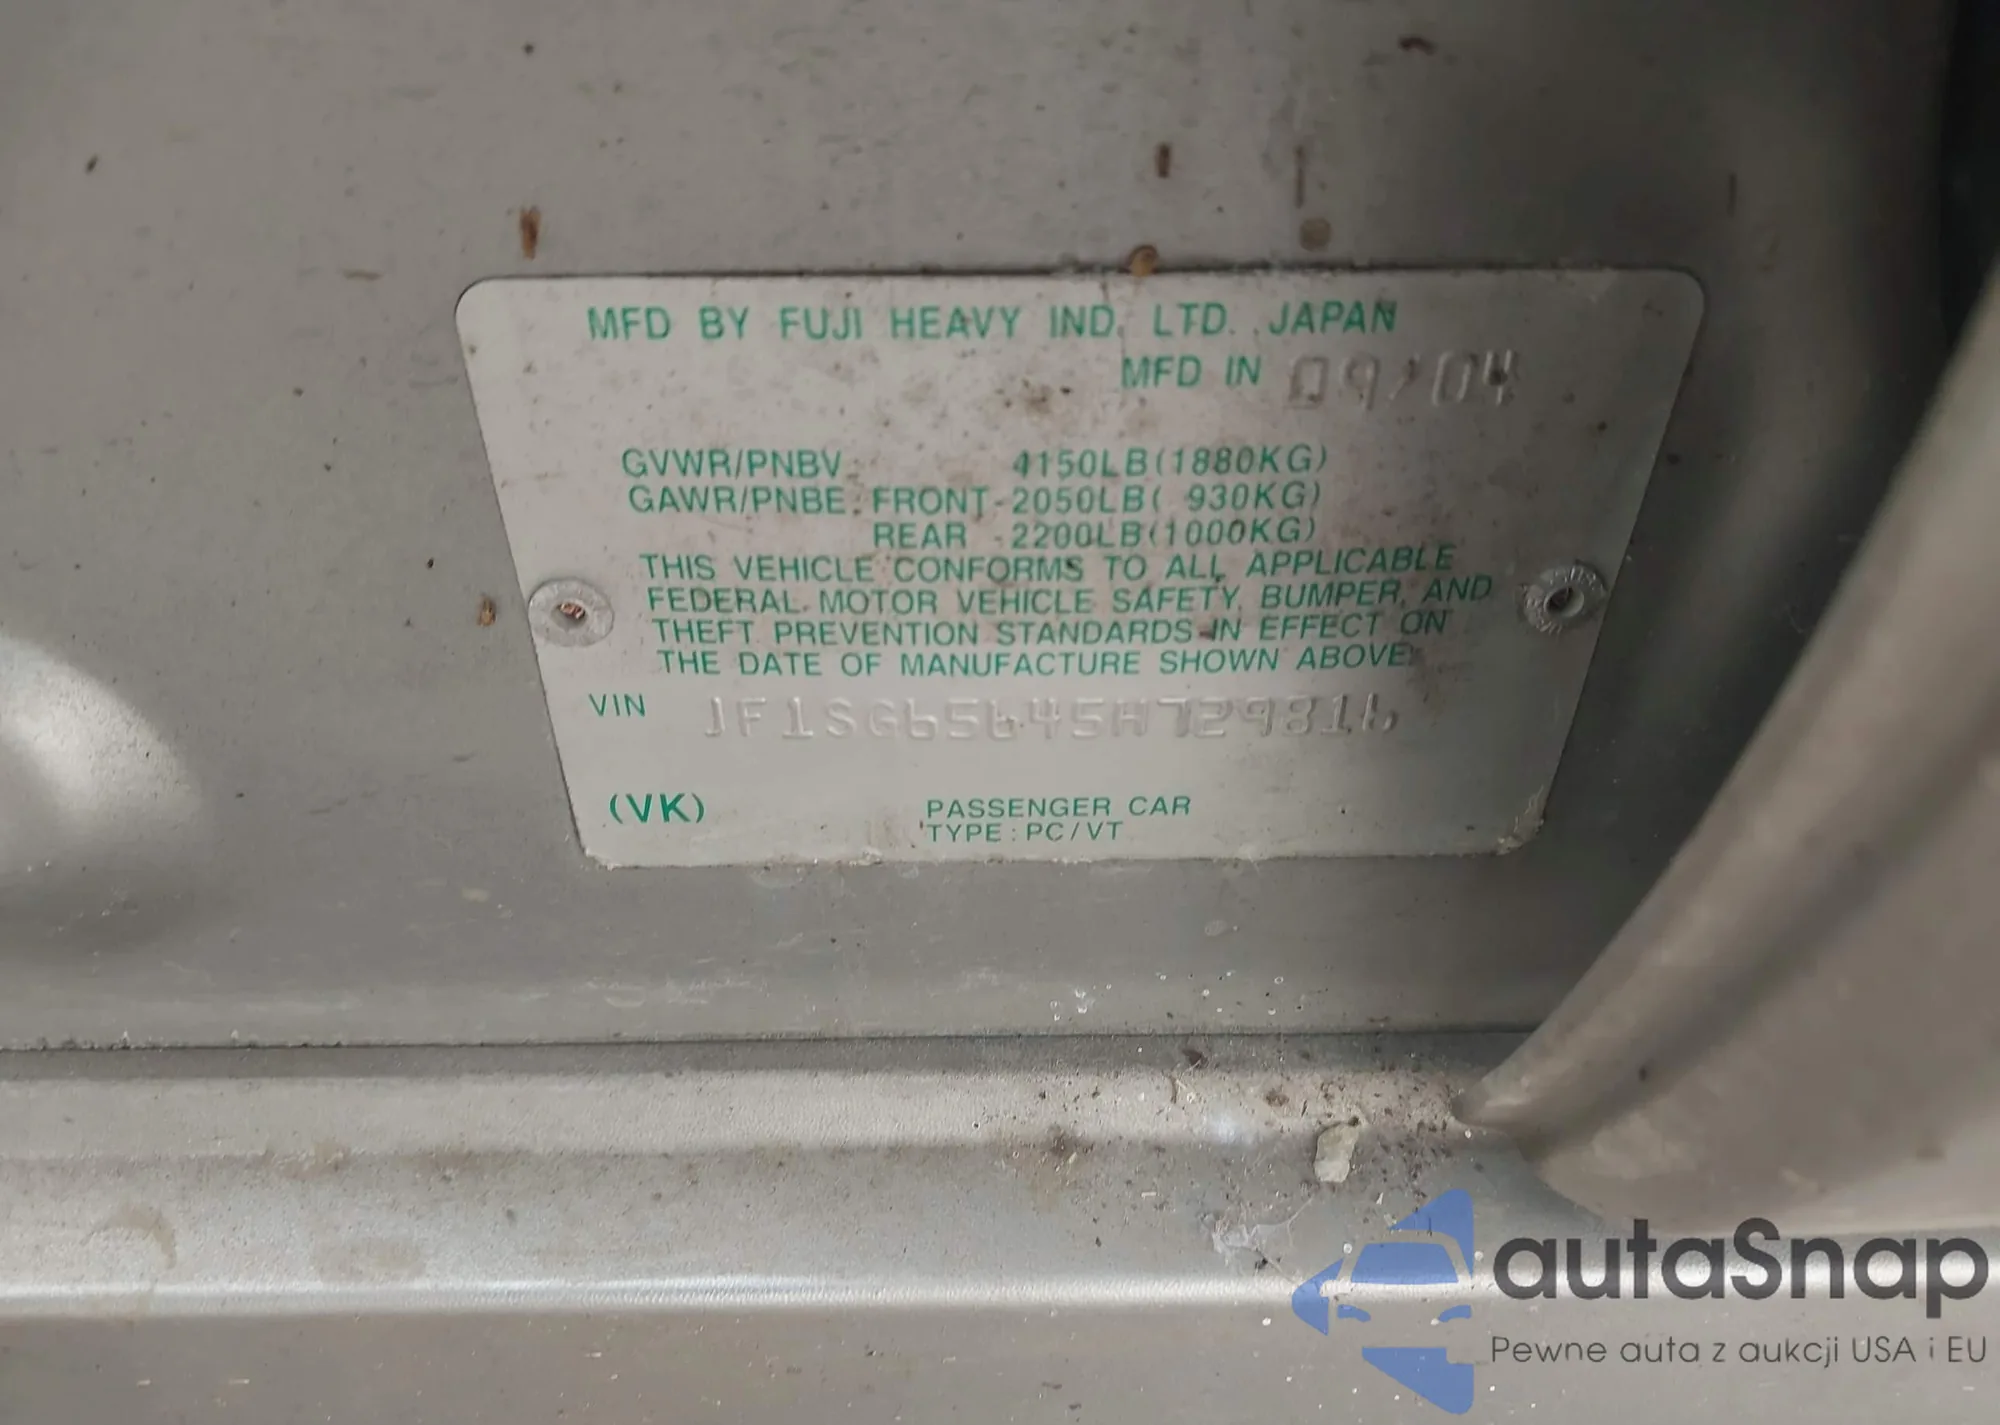 MFD BY FUJI HEAVY IND. LTD. JAPAN
MFD IN 09/04
GVWR/PNBV 4150LB(1880KG)
GAWR/PNBE FRONT-2050LB( 930KG)
REAR -2200LB(1000KG)
THIS VEHICLE CONFORMS TO ALL APPLICABLE
FEDERAL MOTOR VEHICLE SAFETY, BUMPER, AND
THEFT PREVENTION STANDARDS IN EFFECT ON
THE DATE OF MANUFACTURE SHOWN ABOVE.
VIN JF1SG65645H729816
(VK) PASSENGER CAR
TYPE:PC/VT
autaSnap
Pewne auta z aukcji USA i EU